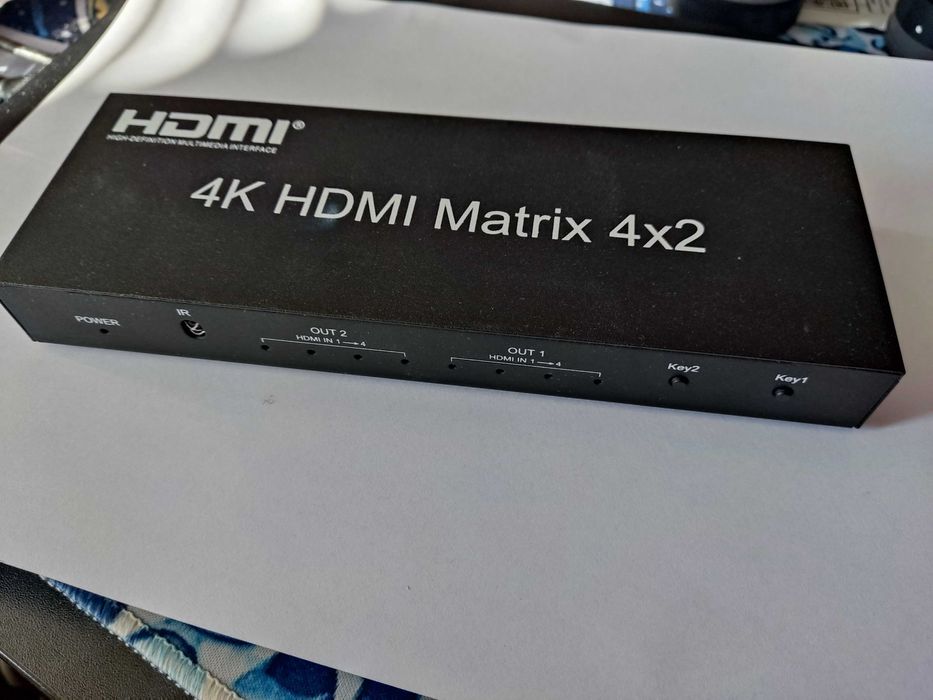 HDMI®
HIGH-DEFINITION MULTIMEDIA INTERFACE
4K HDMI Matrix 4x2
POWER
IR
OUT 2
HDMI IN 1→4
OUT 1
HDMI IN 1→4
Key2
Key1